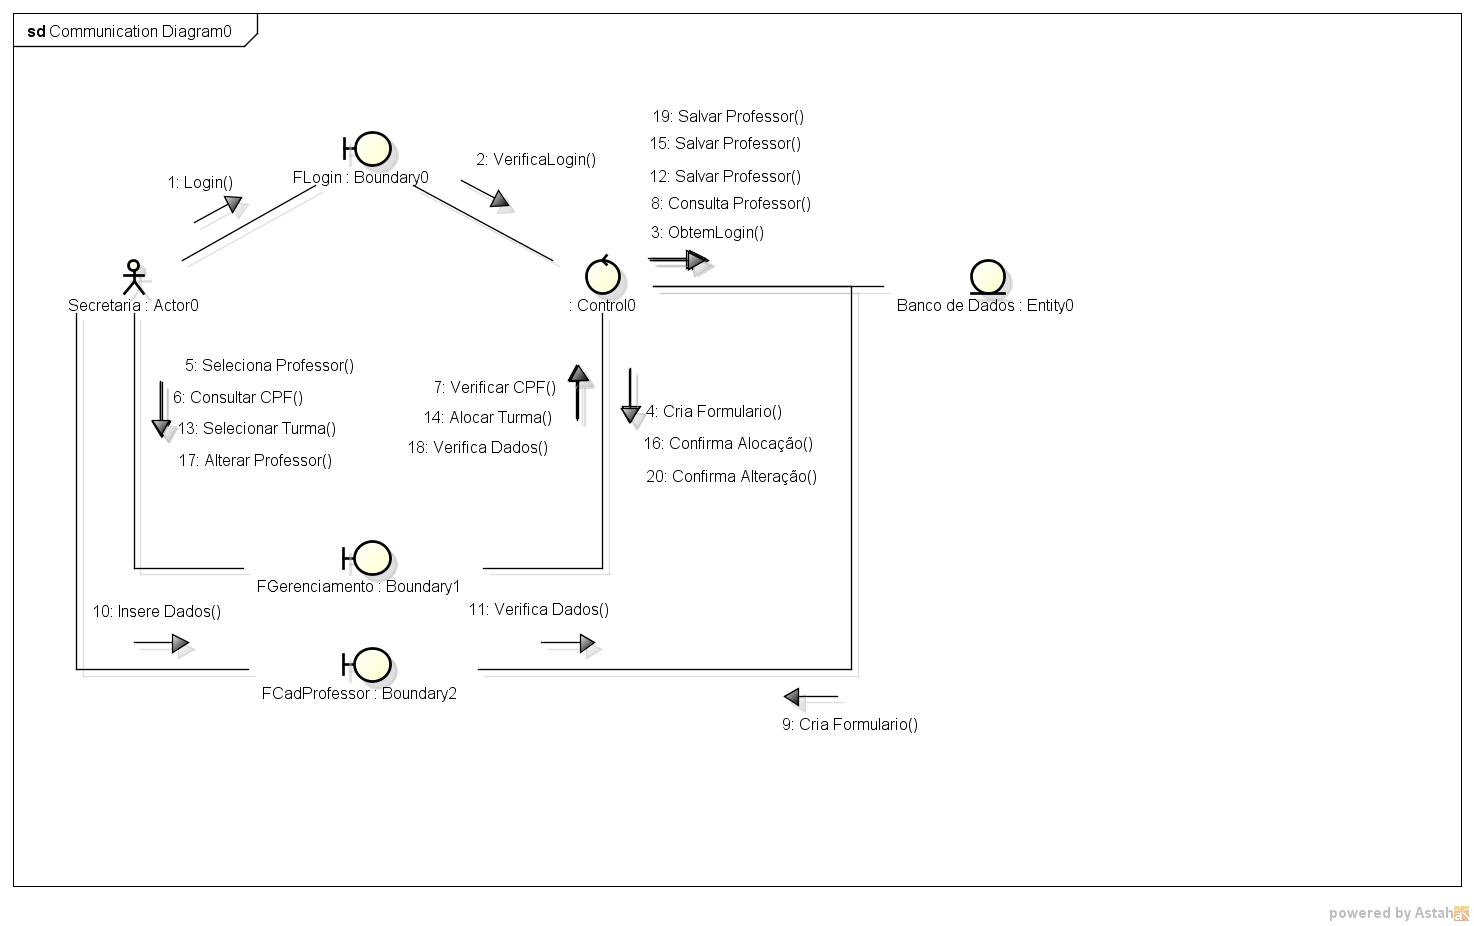 sd Communication Diagram0
19: Salvar Professor()
15: Salvar Professor()
2: VerificaLogin()
12: Salvar Professor()
FLogin : Boundary0
1: Login()
8: Consulta Professor()
3: ObtemLogin()
Secretaria : Actor0
: Control0
Banco de Dados : Entity0
5: Seleciona Professor()
6: Consultar CPF()
13: Selecionar Turma()
17: Alterar Professor()
7: Verificar CPF()
14: Alocar Turma()
18: Verifica Dados()
4: Cria Formulario()
16: Confirma Alocação()
20: Confirma Alteração()
FGerenciamento : Boundary1
10: Insere Dados()
11: Verifica Dados()
FCadProfessor : Boundary2
9: Cria Formulario()
powered by Astah